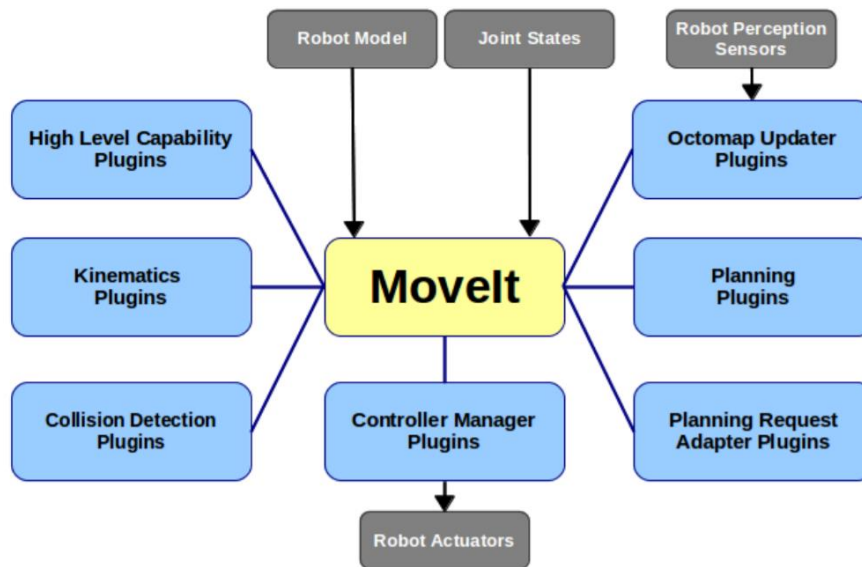 Robot Model
Joint States
Robot Perception
Sensors
High Level Capability
Plugins
Octomap Updater
Plugins
Kinematics
Plugins
MoveIt
Planning
Plugins
Collision Detection
Plugins
Controller Manager
Plugins
Planning Request
Adapter Plugins
Robot Actuators